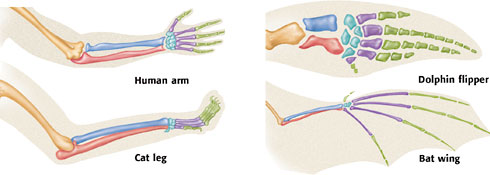 Human arm
Dolphin flipper
Cat leg
Bat wing